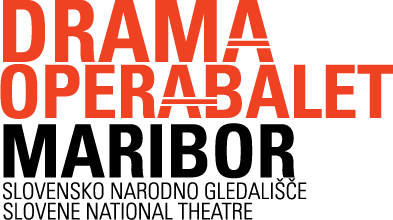 DRAMA
OPERABALET
MARIBOR
SLOVENSKO NARODNO GLEDALIŠČE
SLOVENE NATIONAL THEATRE